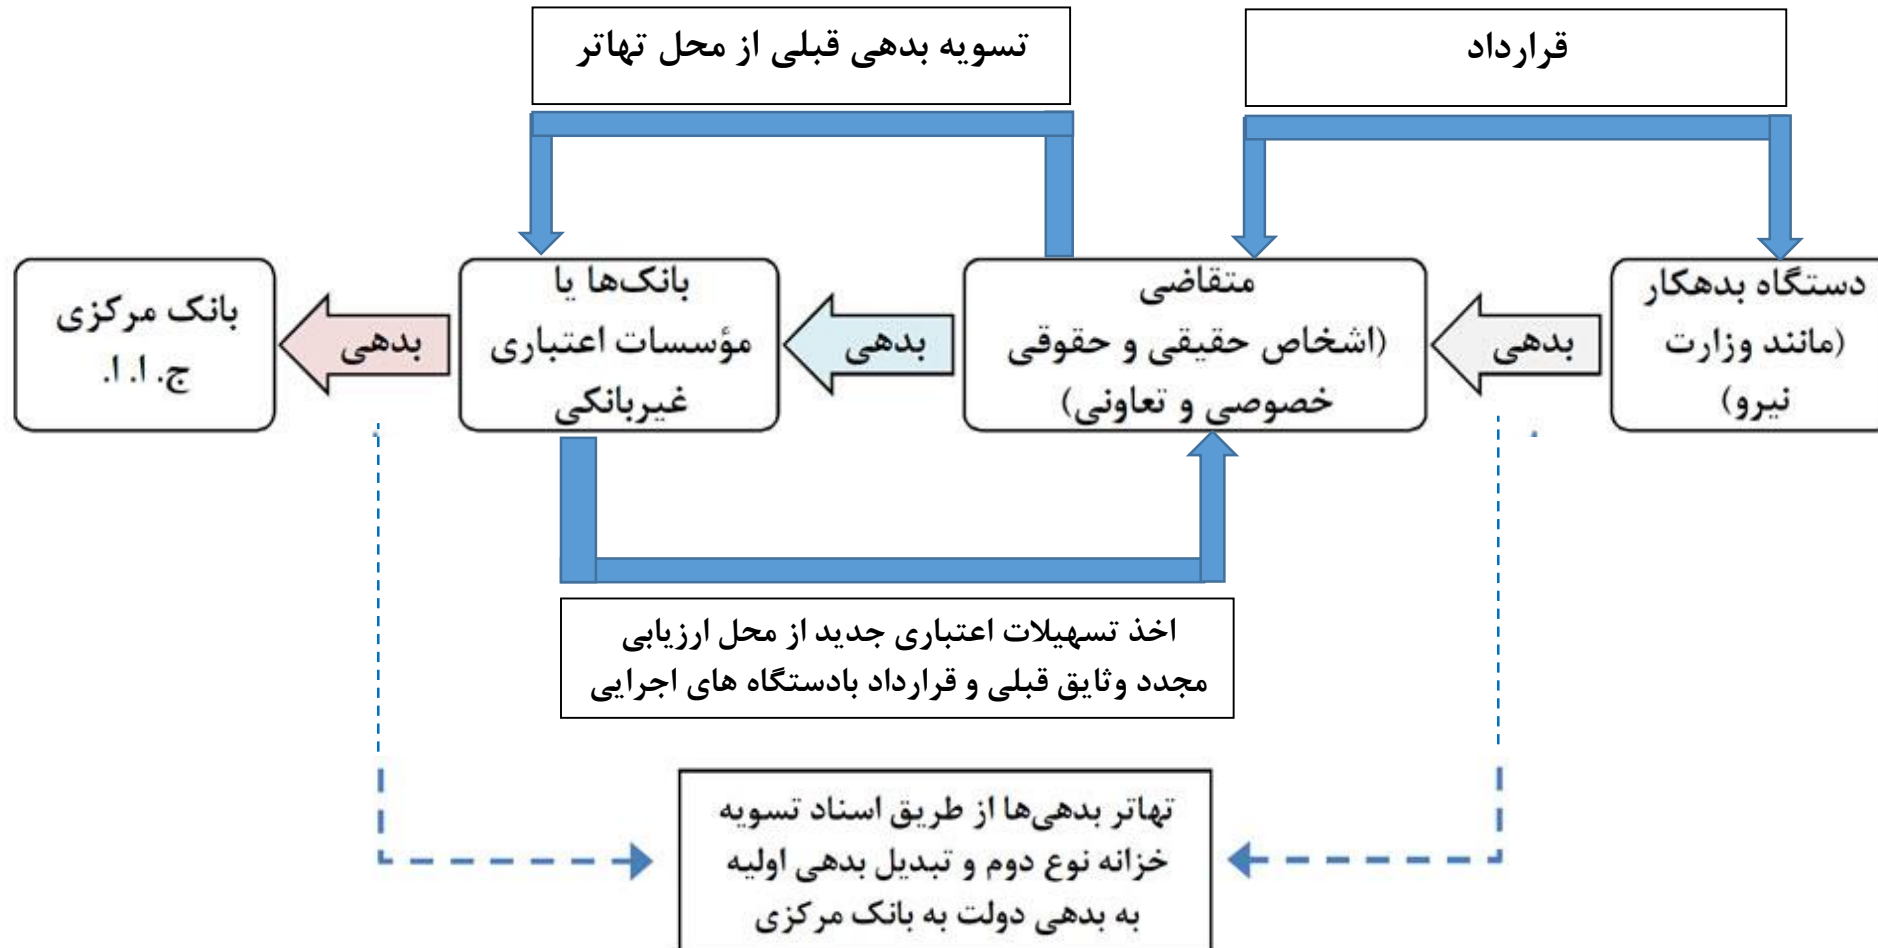 قرارداد
تسویه بدهی قبلی از محل تهاتر
دستگاه بدهکار
(مانند وزارت
نیرو)
بدهی
متقاضی
(اشخاص حقیقی و حقوقی
خصوصی و تعاونی)
بدهی
بانک‌ها یا
مؤسسات اعتباری
غیربانکی
بدهی
بانک مرکزی
ج. ا. ا.
اخذ تسهیلات اعتباری جدید از محل ارزیابی
مجدد وثایق قبلی و قرارداد بادستگاه های اجرایی
تهاتر بدهی‌ها از طریق اسناد تسویه
خزانه نوع دوم و تبدیل بدهی اولیه
به بدهی دولت به بانک مرکزی